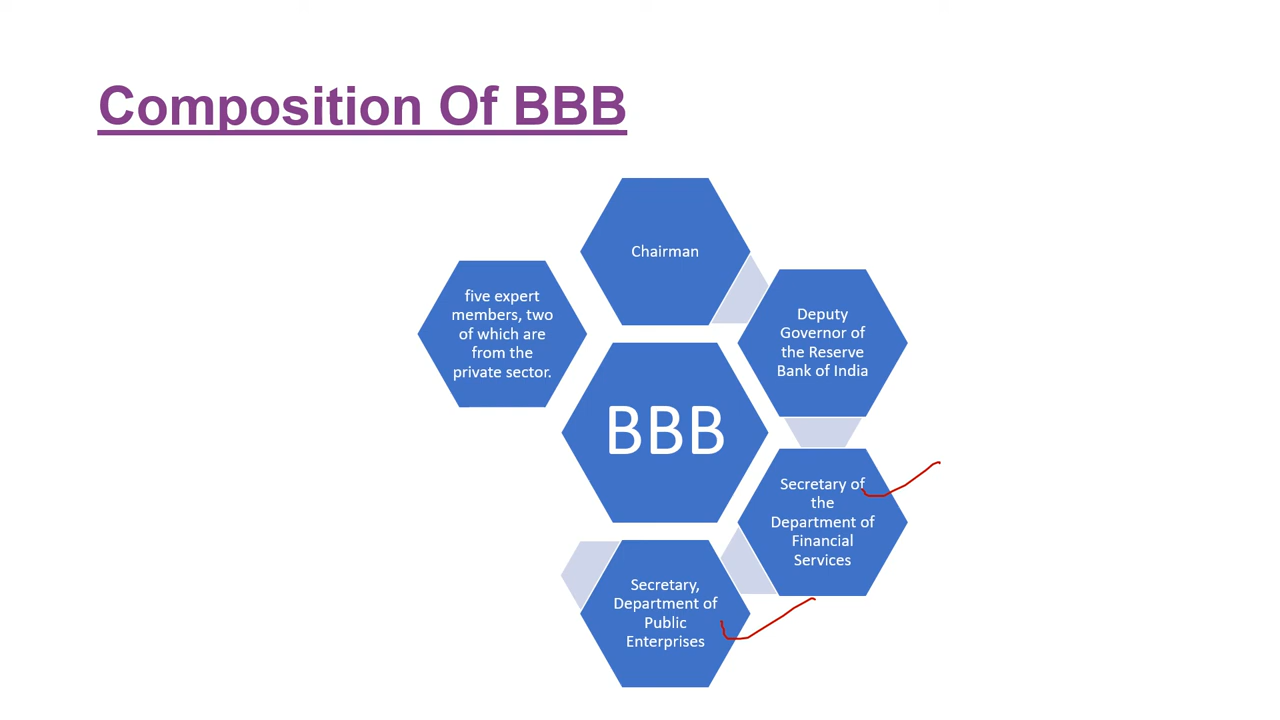 Composition Of BBB
Chairman
Deputy
Governor of
the Reserve
Bank of India
Secretary of
the
Department of
Financial
Services
Secretary,
Department of
Public
Enterprises
five expert
members, two
of which are
from the
private sector.
BBB